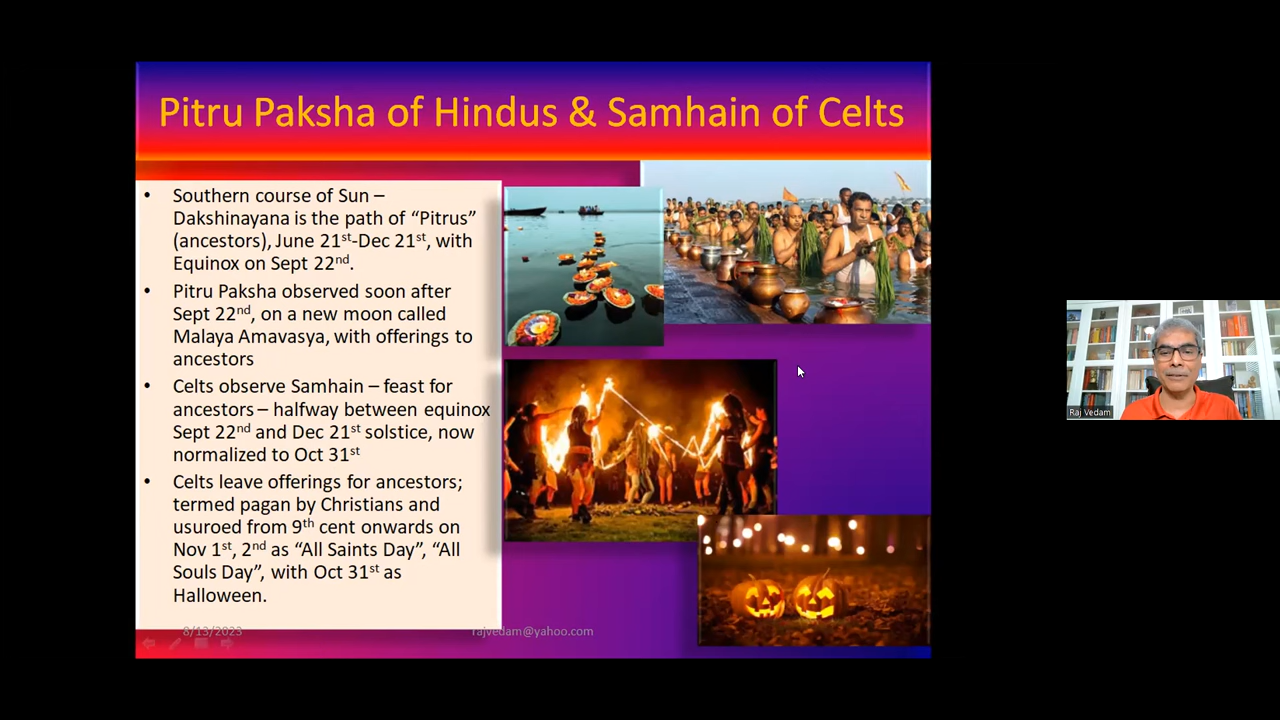 Pitru Paksha of Hindus & Samhain of Celts
• Southern course of Sun –
Dakshinayana is the path of “Pitrus”
(ancestors), June 21st-Dec 21st, with
Equinox on Sept 22nd.
• Pitru Paksha observed soon after
Sept 22nd, on a new moon called
Malaya Amavasya, with offerings to
ancestors
• Celts observe Samhain – feast for
ancestors – halfway between equinox
Sept 22nd and Dec 21st solstice, now
normalized to Oct 31st
• Celts leave offerings for ancestors;
termed pagan by Christians and
usuroed from 9th cent onwards on
Nov 1st, 2nd as “All Saints Day”, “All
Souls Day”, with Oct 31st as
Halloween.
8/13/2023
rajvedam@yahoo.com
Raj Vedam